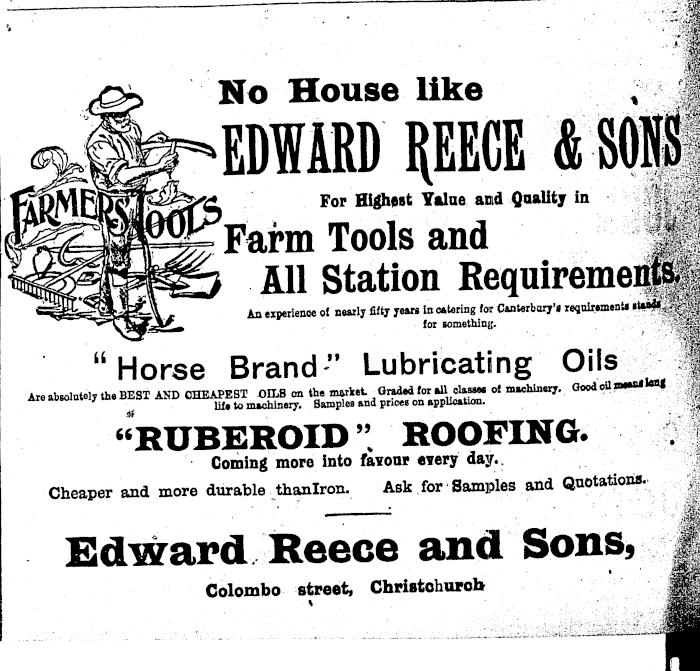 No House like
EDWARD REECE & SONS
For Highest Value and Quality in
FARMERS' TOOLS
Farm Tools and
All Station Requirements.
An experience of nearly fifty years in catering for Canterbury's requirements stands
for something.
"Horse Brand" Lubricating Oils
Are absolutely the BEST AND CHEAPEST OILS on the market. Graded for all classes of machinery. Good oil means long
life to machinery. Samples and prices on application.
"RUBEROID" ROOFING.
Coming more into favour every day.
Cheaper and more durable than Iron. Ask for Samples and Quotations.
Edward Reece and Sons,
Colombo street, Christchurch